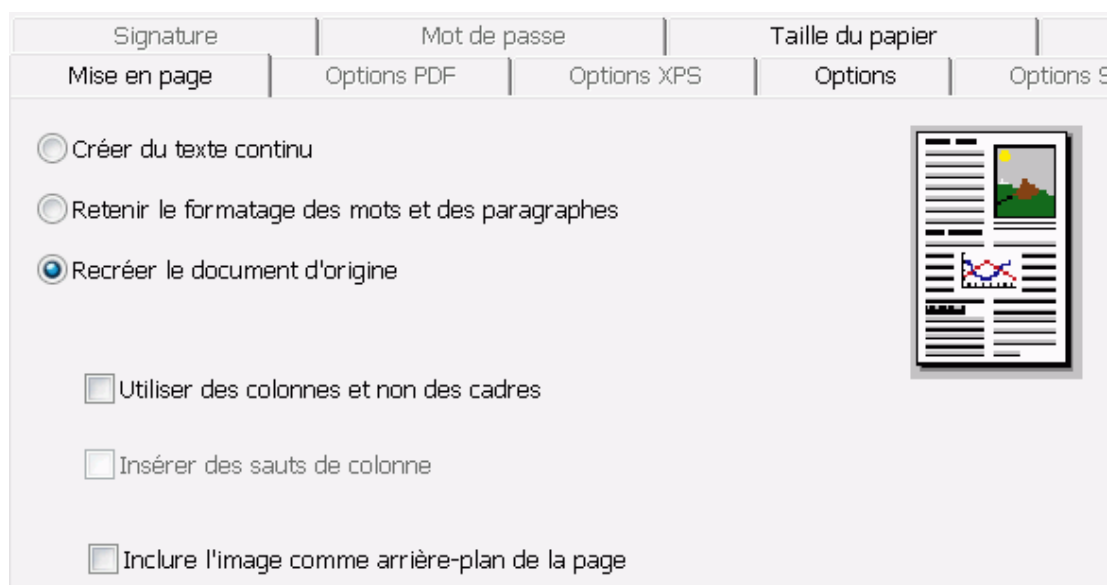 Signature Mot de passe Taille du papier
Mise en page Options PDF Options XPS Options Options S
Créer du texte continu
Retenir le formatage des mots et des paragraphes
Recréer le document d'origine
Utiliser des colonnes et non des cadres
Insérer des sauts de colonne
Inclure l'image comme arrière-plan de la page